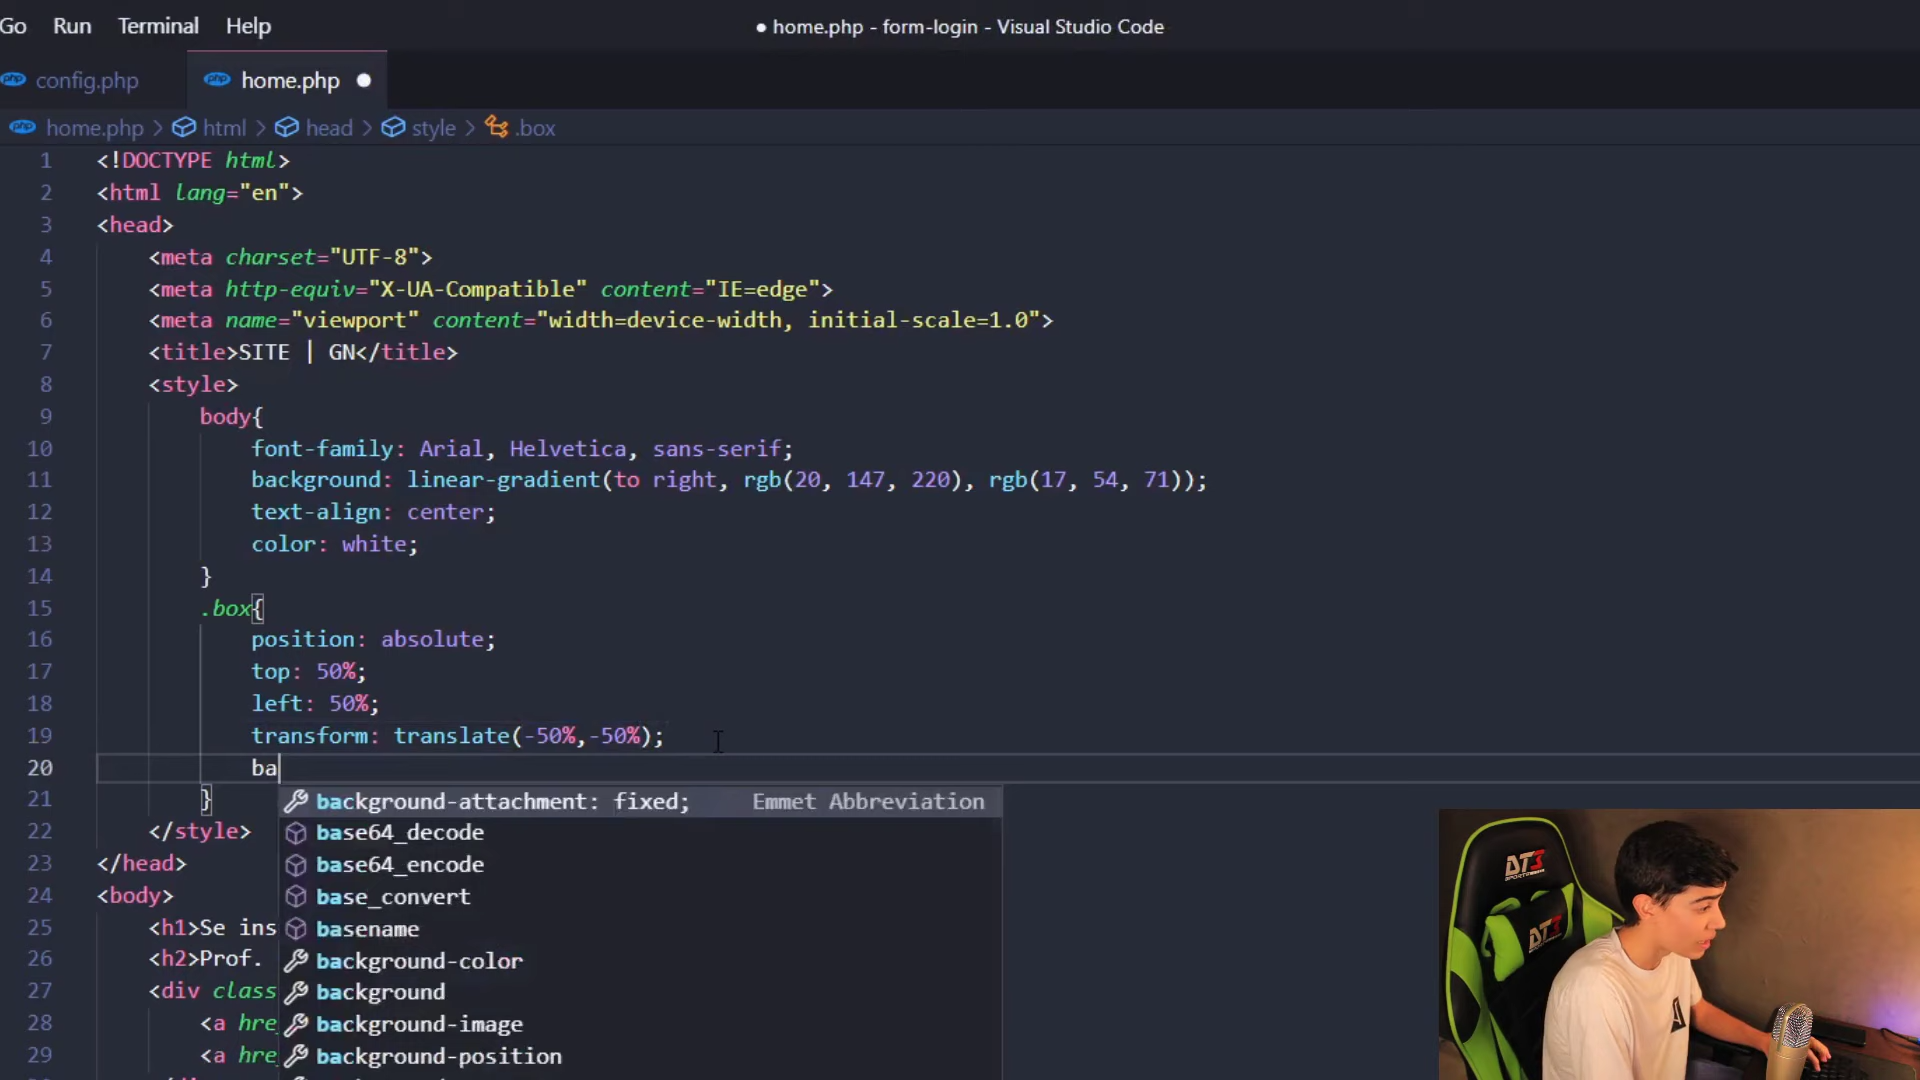 Go Run Terminal Help
● home.php - form-login - Visual Studio Code
config.php home.php ●
home.php > html > head > style > .box
1 <!DOCTYPE html>
2 <html lang="en">
3 <head>
4 <meta charset="UTF-8">
5 <meta http-equiv="X-UA-Compatible" content="IE=edge">
6 <meta name="viewport" content="width=device-width, initial-scale=1.0">
7 <title>SITE | GN</title>
8 <style>
9 body{
10 font-family: Arial, Helvetica, sans-serif;
11 background: linear-gradient(to right, rgb(20, 147, 220), rgb(17, 54, 71));
12 text-align: center;
13 color: white;
14 }
15 .box{
16 position: absolute;
17 top: 50%;
18 left: 50%;
19 transform: translate(-50%,-50%);
20 ba
21 }
22 </style>
23 </head>
24 <body>
25 <h1>Se ins
26 <h2>Prof.
27 <div class
28 <a hre
29 <a hre
background-attachment: fixed; Emmet Abbreviation
base64_decode
base64_encode
base_convert
basename
background-color
background
background-image
background-position
DT3
SPORTS
DT3